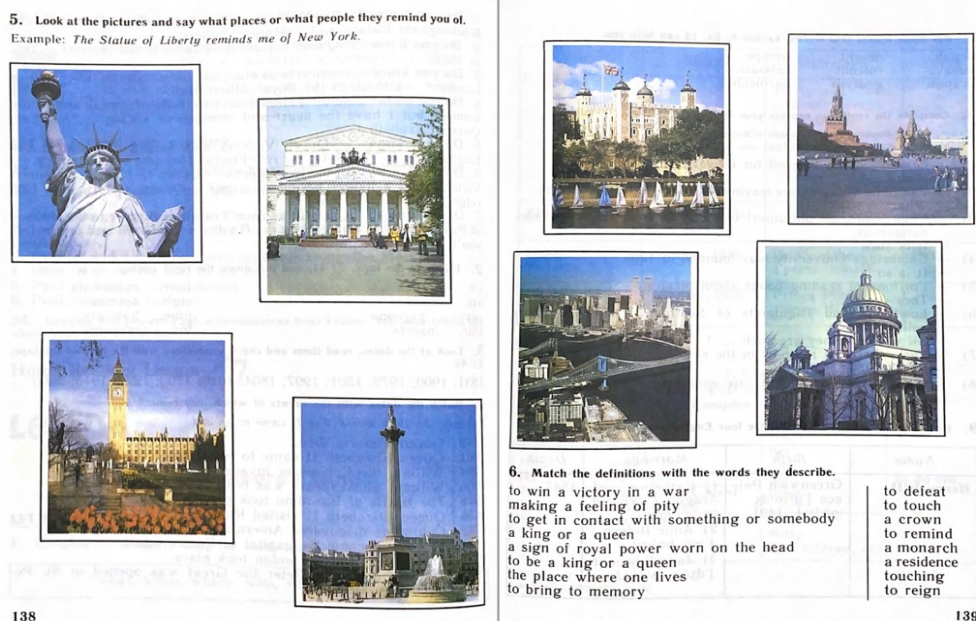 5. Look at the pictures and say what places or what people they remind you of.
Example: The Statue of Liberty reminds me of New York.
138
6. Match the definitions with the words they describe.
to win a victory in a war
making a feeling of pity
to get in contact with something or somebody
a king or a queen
a sign of royal power worn on the head
to be a king or a queen
the place where one lives
to bring to memory
to defeat
to touch
a crown
to remind
a monarch
a residence
touching
to reign
139